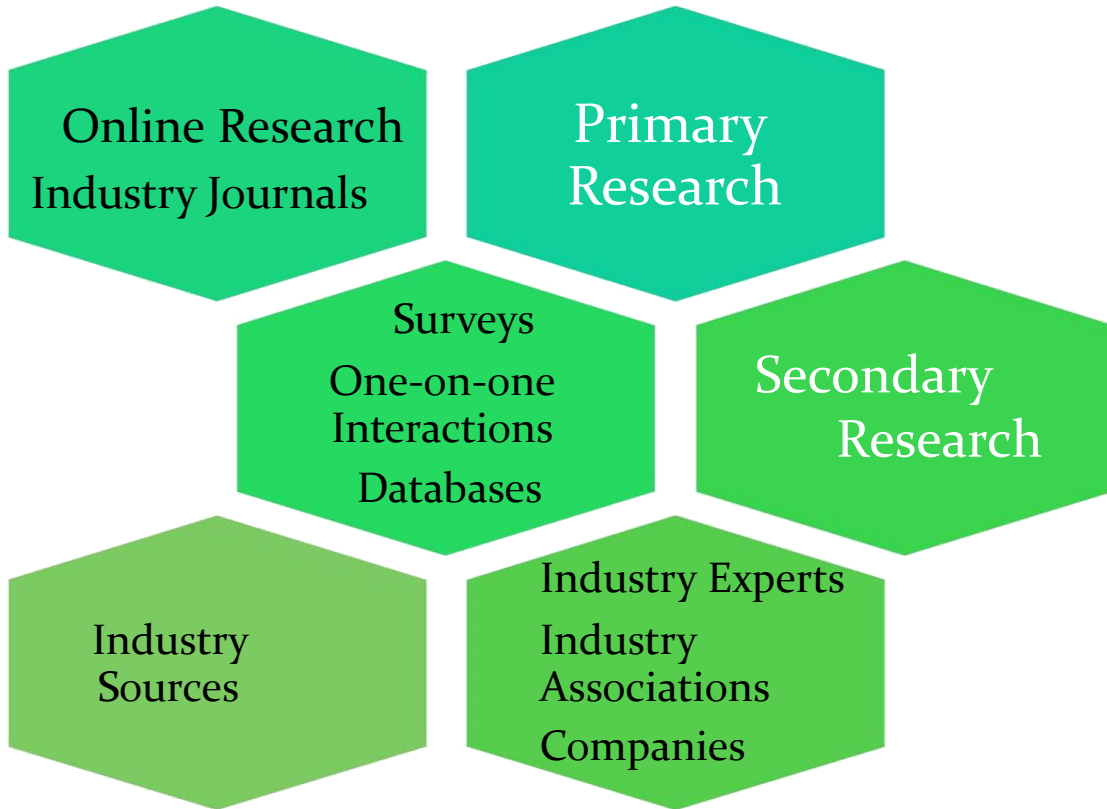 Online Research
Industry Journals
Primary
Research
Surveys
One-on-one
Interactions
Databases
Secondary
Research
Industry
Sources
Industry Experts
Industry
Associations
Companies